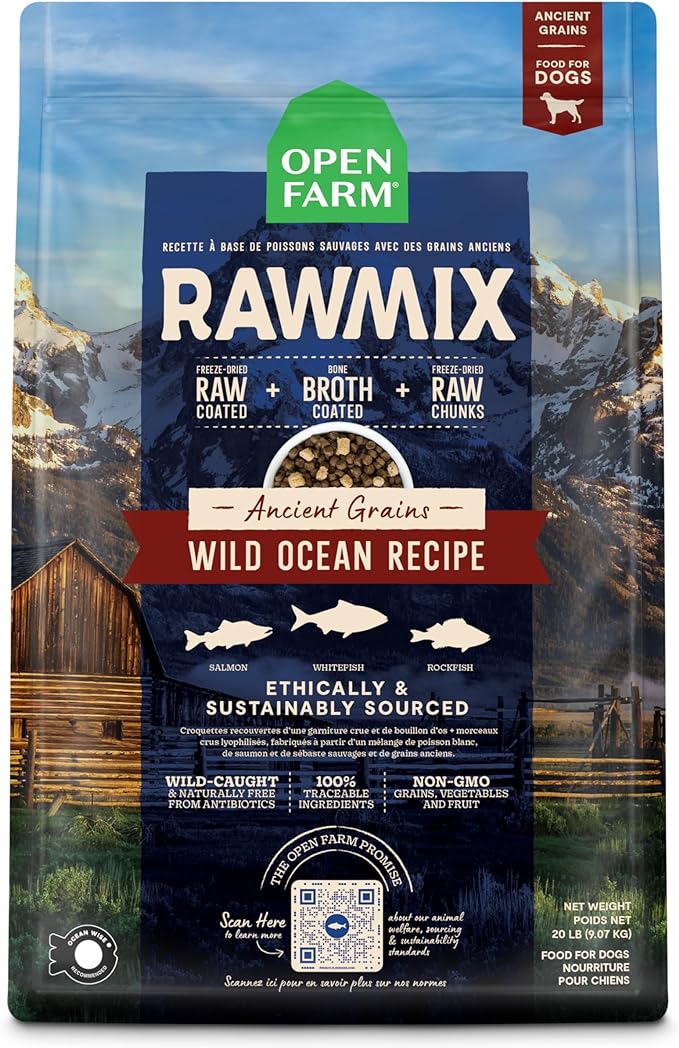 ANCIENT
GRAINS
FOOD FOR
DOGS
OPEN
FARM®
RECETTE À BASE DE POISSONS SAUVAGES AVEC DES GRAINS ANCIENS
RAWMIX
FREEZE-DRIED
RAW
COATED
+
BONE
BROTH
COATED
+
FREEZE-DRIED
RAW
CHUNKS
Ancient Grains
WILD OCEAN RECIPE
SALMON
WHITEFISH
ROCKFISH
ETHICALLY &
SUSTAINABLY SOURCED
Croquettes recouvertes d'une garniture crue et de bouillon d'os + morceaux
crus lyophilisés, fabriqués à partir d'un mélange de poisson blanc,
de saumon et de sébaste sauvages et de grains anciens.
WILD-CAUGHT
& NATURALLY FREE
FROM ANTIBIOTICS
100%
TRACEABLE
INGREDIENTS
NON-GMO
GRAINS, VEGETABLES
AND FRUIT
THE OPEN FARM PROMISE
Scan Here
to learn more
about our animal
welfare, sourcing
& sustainability
standards
Scannez ici pour en savoir plus sur nos normes
OCEAN WISE®
RECOMMENDED
NET WEIGHT
POIDS NET
20 LB (9.07 KG)
FOOD FOR DOGS
NOURRITURE
POUR CHIENS